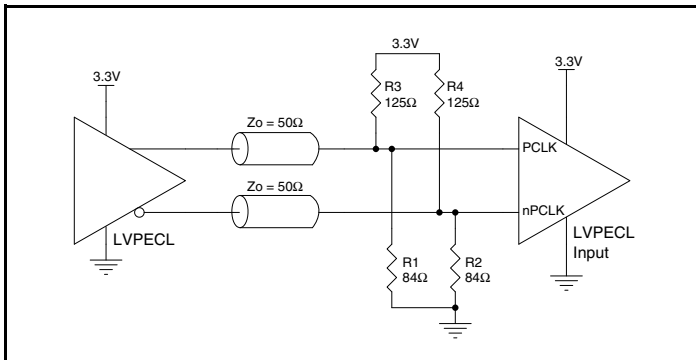 3.3V
3.3V
3.3V
R3
125Ω
R4
125Ω
Zo = 50Ω
PCLK
Zo = 50Ω
nPCLK
LVPECL
LVPECL
Input
R1
84Ω
R2
84Ω